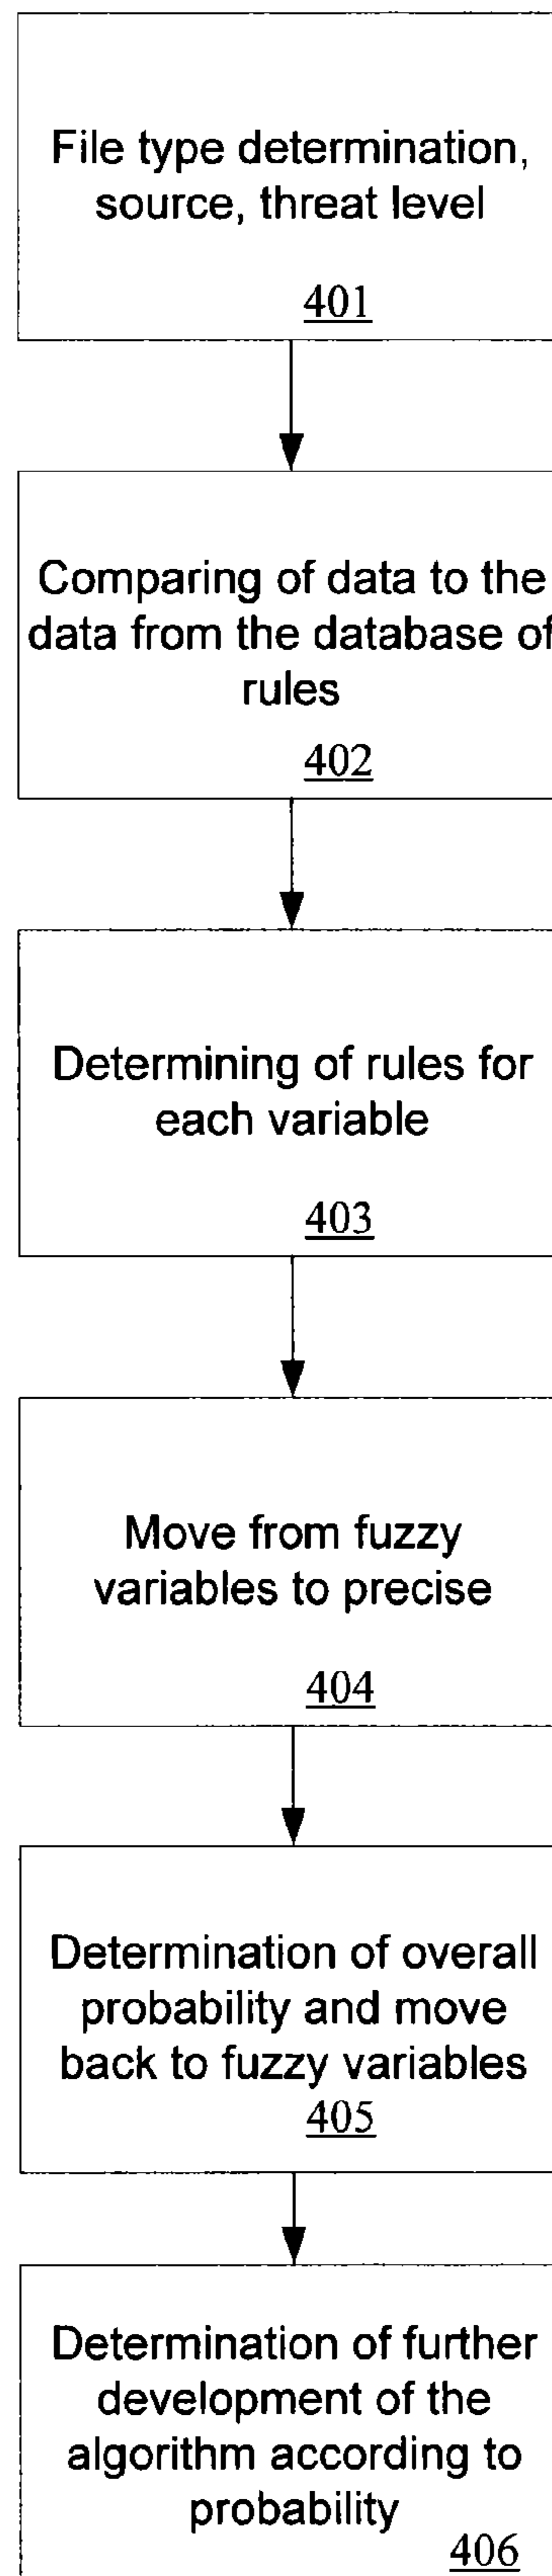 File type determination,
source, threat level
401
Comparing of data to the
data from the database of
rules
402
Determining of rules for
each variable
403
Move from fuzzy
variables to precise
404
Determination of overall
probability and move
back to fuzzy variables
405
Determination of further
development of the
algorithm according to
probability
406